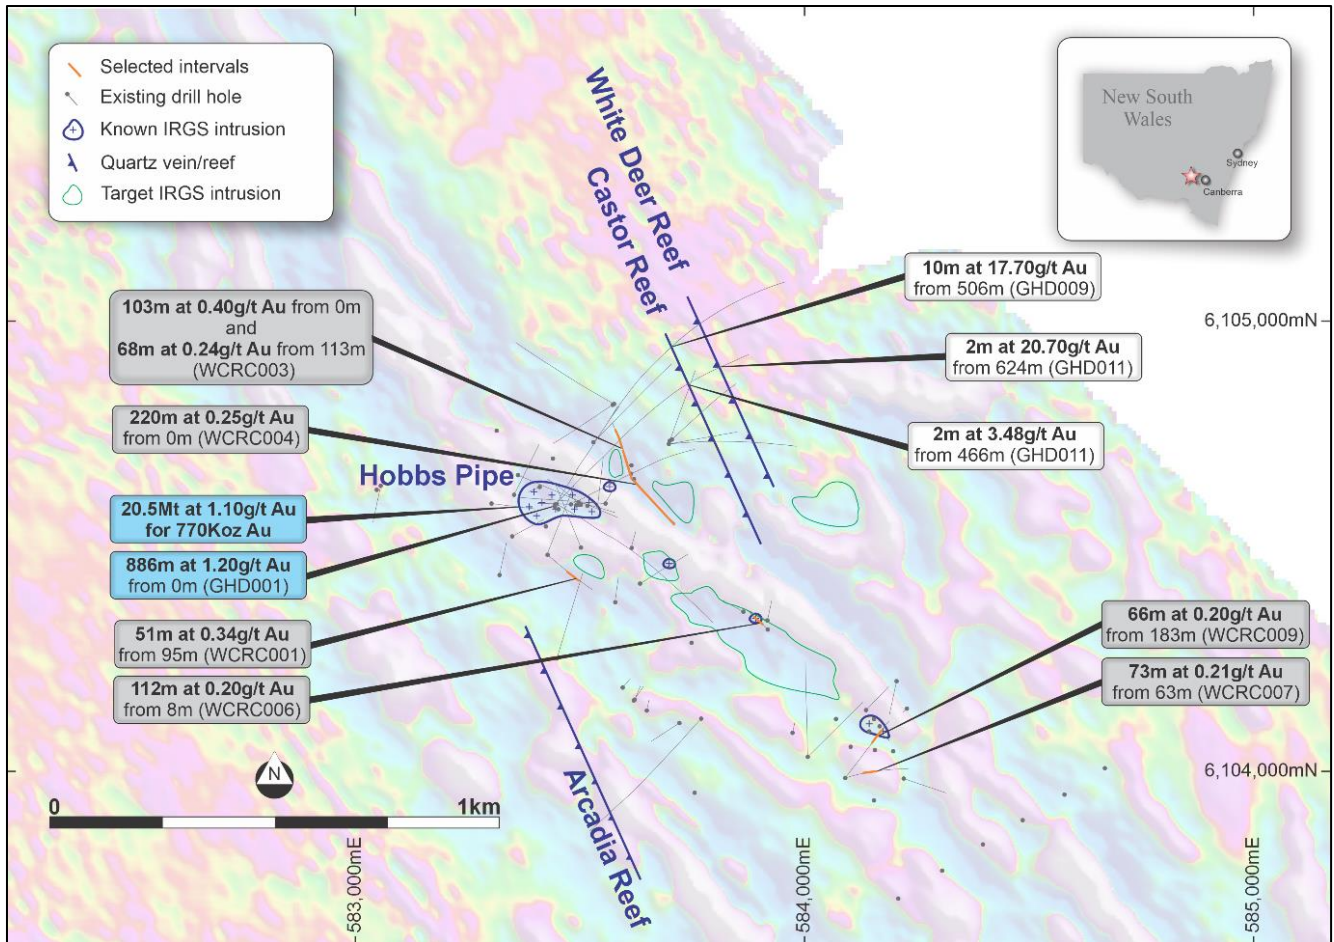 Selected intervals
Existing drill hole
Known IRGS intrusion
Quartz vein/reef
Target IRGS intrusion
White Deer Reef
Castor Reef
New South
Wales
Sydney
Canberra
10m at 17.70g/t Au
from 506m (GHD009)
103m at 0.40g/t Au from 0m
and
68m at 0.24g/t Au from 113m
(WCRC003)
6,105,000mN
2m at 20.70g/t Au
from 624m (GHD011)
220m at 0.25g/t Au
from 0m (WCRC004)
2m at 3.48g/t Au
from 466m (GHD011)
Hobbs Pipe
20.5Mt at 1.10g/t Au
for 770Koz Au
886m at 1.20g/t Au
from 0m (GHD001)
51m at 0.34g/t Au
from 95m (WCRC001)
66m at 0.20g/t Au
from 183m (WCRC009)
112m at 0.20g/t Au
from 8m (WCRC006)
73m at 0.21g/t Au
from 63m (WCRC007)
N
6,104,000mN
0
1km
Arcadia Reef
583,000mE
584,000mE
585,000mE